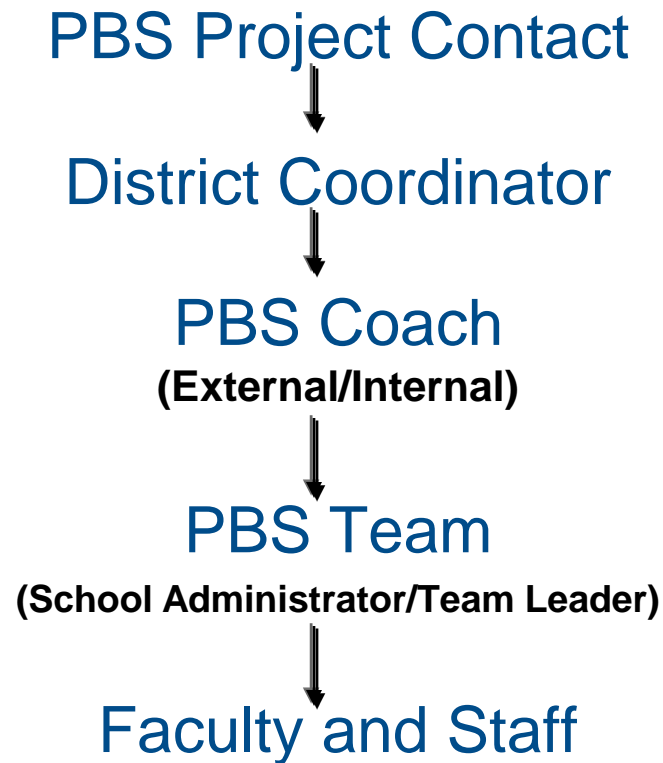 PBS Project Contact
District Coordinator
PBS Coach
(External/Internal)
PBS Team
(School Administrator/Team Leader)
Faculty and Staff